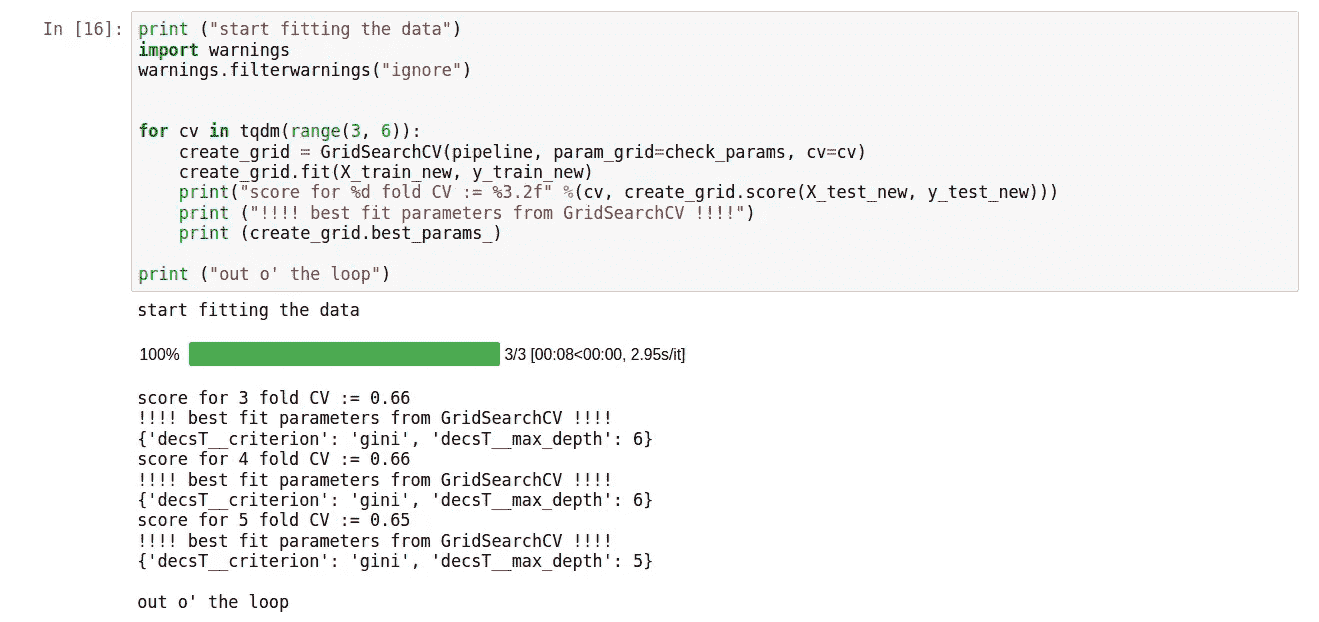 In [16]: print ("start fitting the data")
import warnings
warnings.filterwarnings("ignore")
for cv in tqdm(range(3, 6)):
    create_grid = GridSearchCV(pipeline, param_grid=check_params, cv=cv)
    create_grid.fit(X_train_new, y_train_new)
    print("score for %d fold CV := %3.2f" %(cv, create_grid.score(X_test_new, y_test_new)))
    print ("!!!! best fit parameters from GridSearchCV !!!!")
    print (create_grid.best_params_)
print ("out o' the loop")
start fitting the data
100% 3/3 [00:08<00:00, 2.95s/it]
score for 3 fold CV := 0.66
!!!! best fit parameters from GridSearchCV !!!!
{'decsT__criterion': 'gini', 'decsT__max_depth': 6}
score for 4 fold CV := 0.66
!!!! best fit parameters from GridSearchCV !!!!
{'decsT__criterion': 'gini', 'decsT__max_depth': 6}
score for 5 fold CV := 0.65
!!!! best fit parameters from GridSearchCV !!!!
{'decsT__criterion': 'gini', 'decsT__max_depth': 5}
out o' the loop